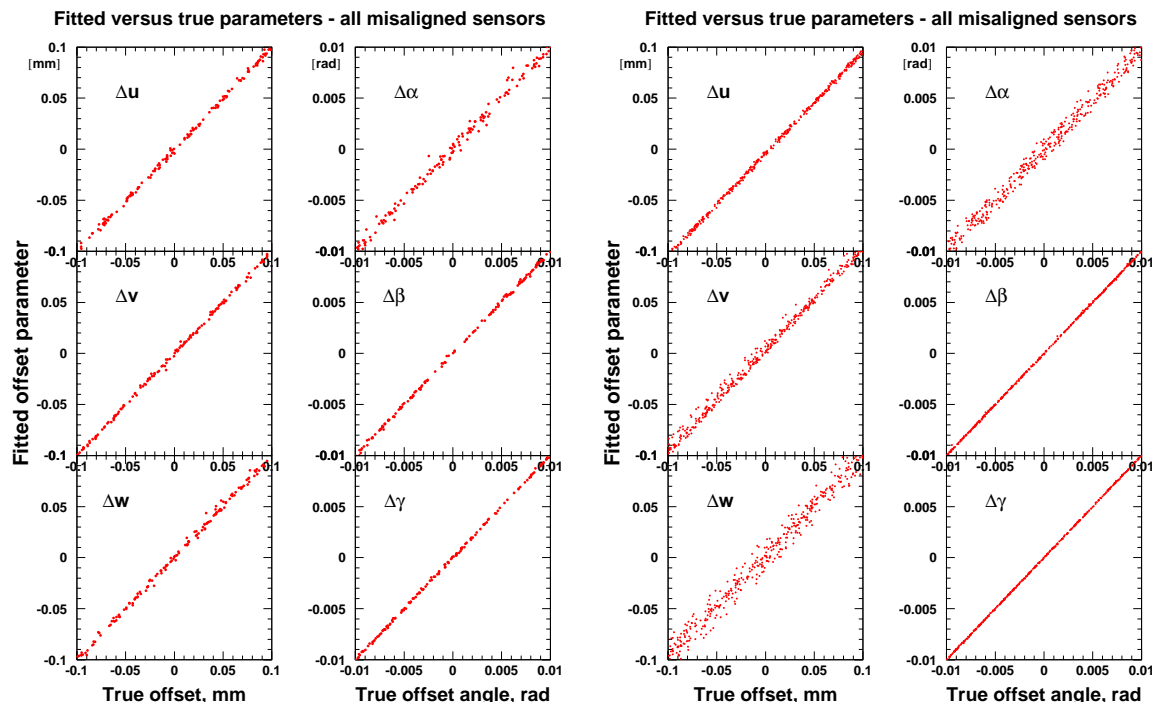 Fitted versus true parameters - all misaligned sensors
Fitted offset parameter
0.1
[mm]
Δu
0.05
0
-0.05
-0.1
-0.1 -0.05 0 0.05 0.1
0.01
[rad]
Δα
0.005
0
-0.005
-0.01
-0.01 -0.005 0 0.005 0.01
Δv
0.05
0
-0.05
-0.1
-0.1 -0.05 0 0.05 0.1
Δβ
0.005
0
-0.005
-0.01
-0.01 -0.005 0 0.005 0.01
Δw
0.05
0
-0.05
-0.1
-0.1 -0.05 0 0.05 0.1
True offset, mm
Δγ
0.005
0
-0.005
-0.01
-0.01 -0.005 0 0.005 0.01
True offset angle, rad
Fitted versus true parameters - all misaligned sensors
Fitted offset parameter
0.1
[mm]
Δu
0.05
0
-0.05
-0.1
-0.1 -0.05 0 0.05 0.1
0.01
[rad]
Δα
0.005
0
-0.005
-0.01
-0.01 -0.005 0 0.005 0.01
Δv
0.05
0
-0.05
-0.1
-0.1 -0.05 0 0.05 0.1
Δβ
0.005
0
-0.005
-0.01
-0.01 -0.005 0 0.005 0.01
Δw
0.05
0
-0.05
-0.1
-0.1 -0.05 0 0.05 0.1
True offset, mm
Δγ
0.005
0
-0.005
-0.01
-0.01 -0.005 0 0.005 0.01
True offset angle, rad